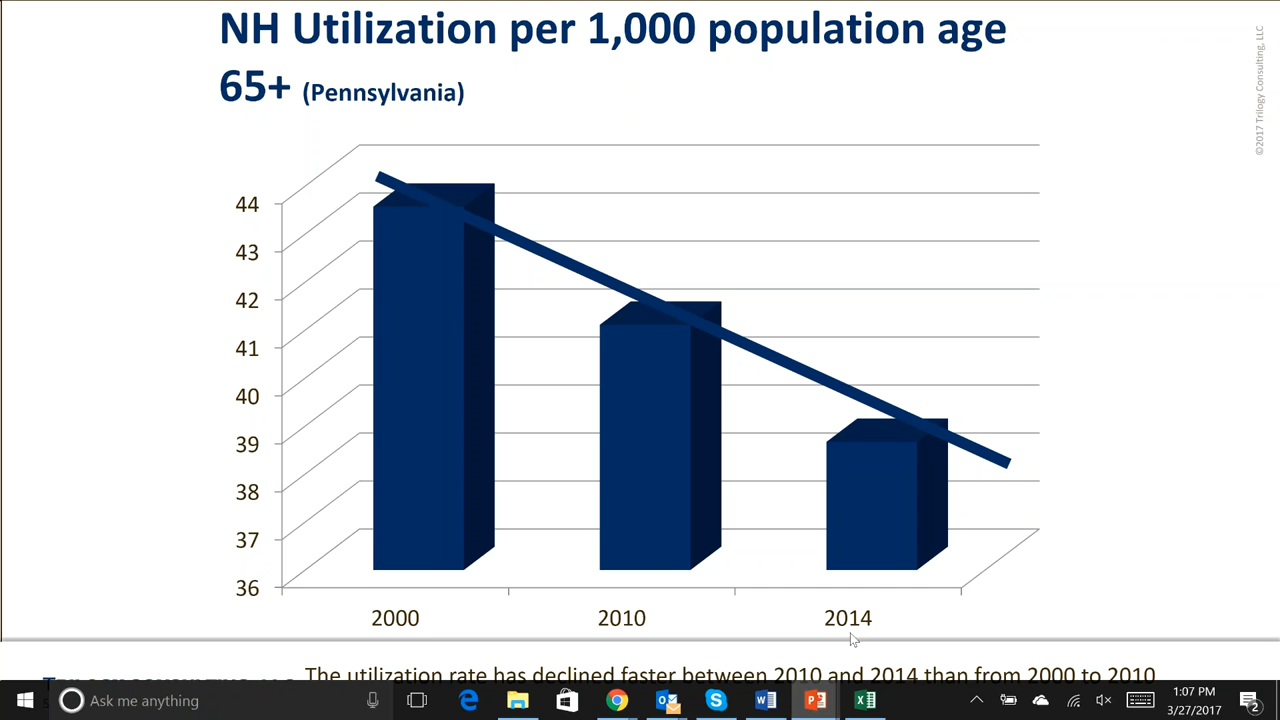 NH Utilization per 1,000 population age
65+ (Pennsylvania)
©2017 Trilogy Consulting, LLC
44
43
42
41
40
39
38
37
36
2000
2010
2014
The utilization rate has declined faster between 2010 and 2014 than from 2000 to 2010
Ask me anything
1:07 PM
3/27/2017
2